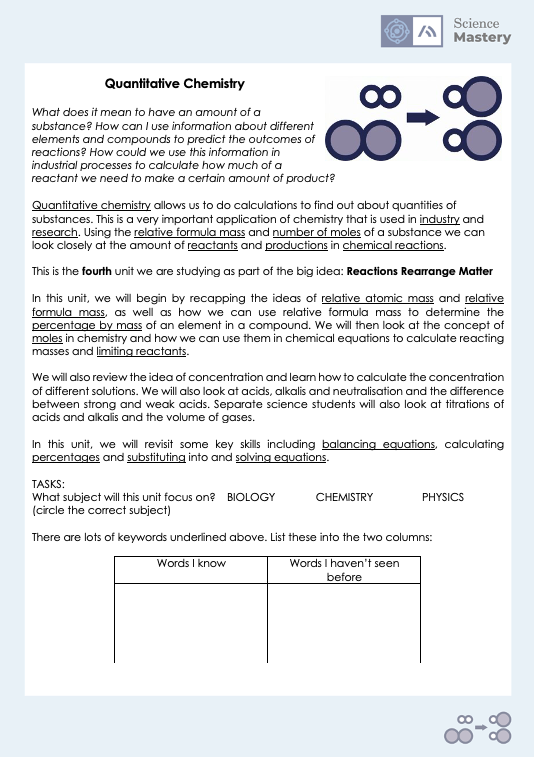 Science
Mastery
Quantitative Chemistry
What does it mean to have an amount of a
substance? How can I use information about different
elements and compounds to predict the outcomes of
reactions? How could we use this information in
industrial processes to calculate how much of a
reactant we need to make a certain amount of product?
Quantitative chemistry allows us to do calculations to find out about quantities of
substances. This is a very important application of chemistry that is used in industry and
research. Using the relative formula mass and number of moles of a substance we can
look closely at the amount of reactants and productions in chemical reactions.
This is the fourth unit we are studying as part of the big idea: Reactions Rearrange Matter
In this unit, we will begin by recapping the ideas of relative atomic mass and relative
formula mass, as well as how we can use relative formula mass to determine the
percentage by mass of an element in a compound. We will then look at the concept of
moles in chemistry and how we can use them in chemical equations to calculate reacting
masses and limiting reactants.
We will also review the idea of concentration and learn how to calculate the concentration
of different solutions. We will also look at acids, alkalis and neutralisation and the difference
between strong and weak acids. Separate science students will also look at titrations of
acids and alkalis and the volume of gases.
In this unit, we will revisit some key skills including balancing equations, calculating
percentages and substituting into and solving equations.
TASKS:
What subject will this unit focus on? BIOLOGY CHEMISTRY PHYSICS
(circle the correct subject)
There are lots of keywords underlined above. List these into the two columns:
Words I know
Words I haven't seen
before